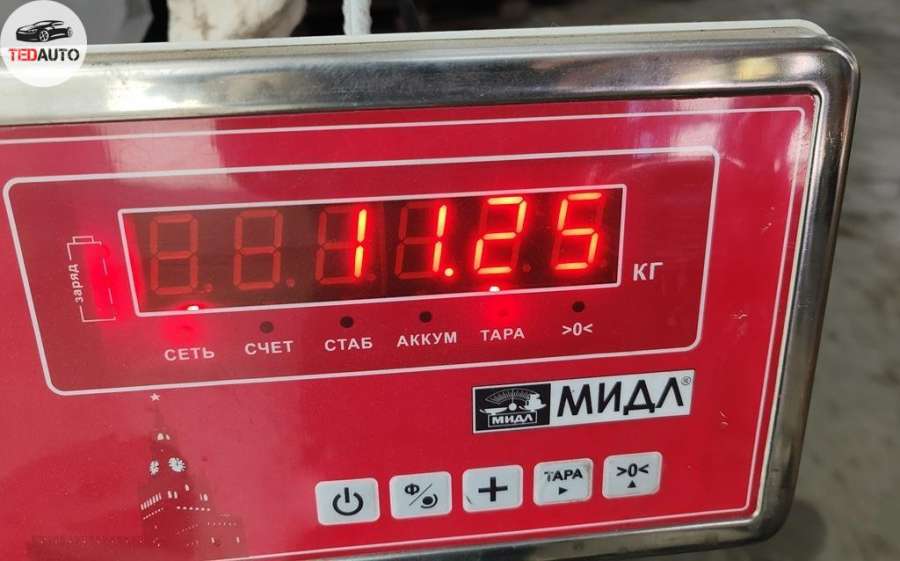 TEDAUTO
заряд
11.25
КГ
СЕТЬ СЧЕТ СТАБ АККУМ ТАРА >0<
МИДЛ
МИДЛ®
Ф ТАРА >0<